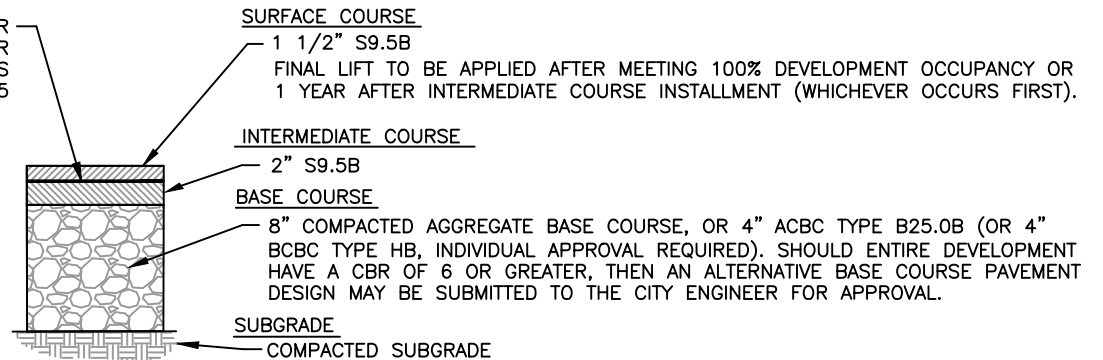 R
R
S
5
SURFACE COURSE
1 1/2" S9.5B
FINAL LIFT TO BE APPLIED AFTER MEETING 100% DEVELOPMENT OCCUPANCY OR
1 YEAR AFTER INTERMEDIATE COURSE INSTALLMENT (WHICHEVER OCCURS FIRST).
INTERMEDIATE COURSE
2" S9.5B
BASE COURSE
8" COMPACTED AGGREGATE BASE COURSE, OR 4" ACBC TYPE B25.0B (OR 4"
BCBC TYPE HB, INDIVIDUAL APPROVAL REQUIRED). SHOULD ENTIRE DEVELOPMENT
HAVE A CBR OF 6 OR GREATER, THEN AN ALTERNATIVE BASE COURSE PAVEMENT
DESIGN MAY BE SUBMITTED TO THE CITY ENGINEER FOR APPROVAL.
SUBGRADE
COMPACTED SUBGRADE